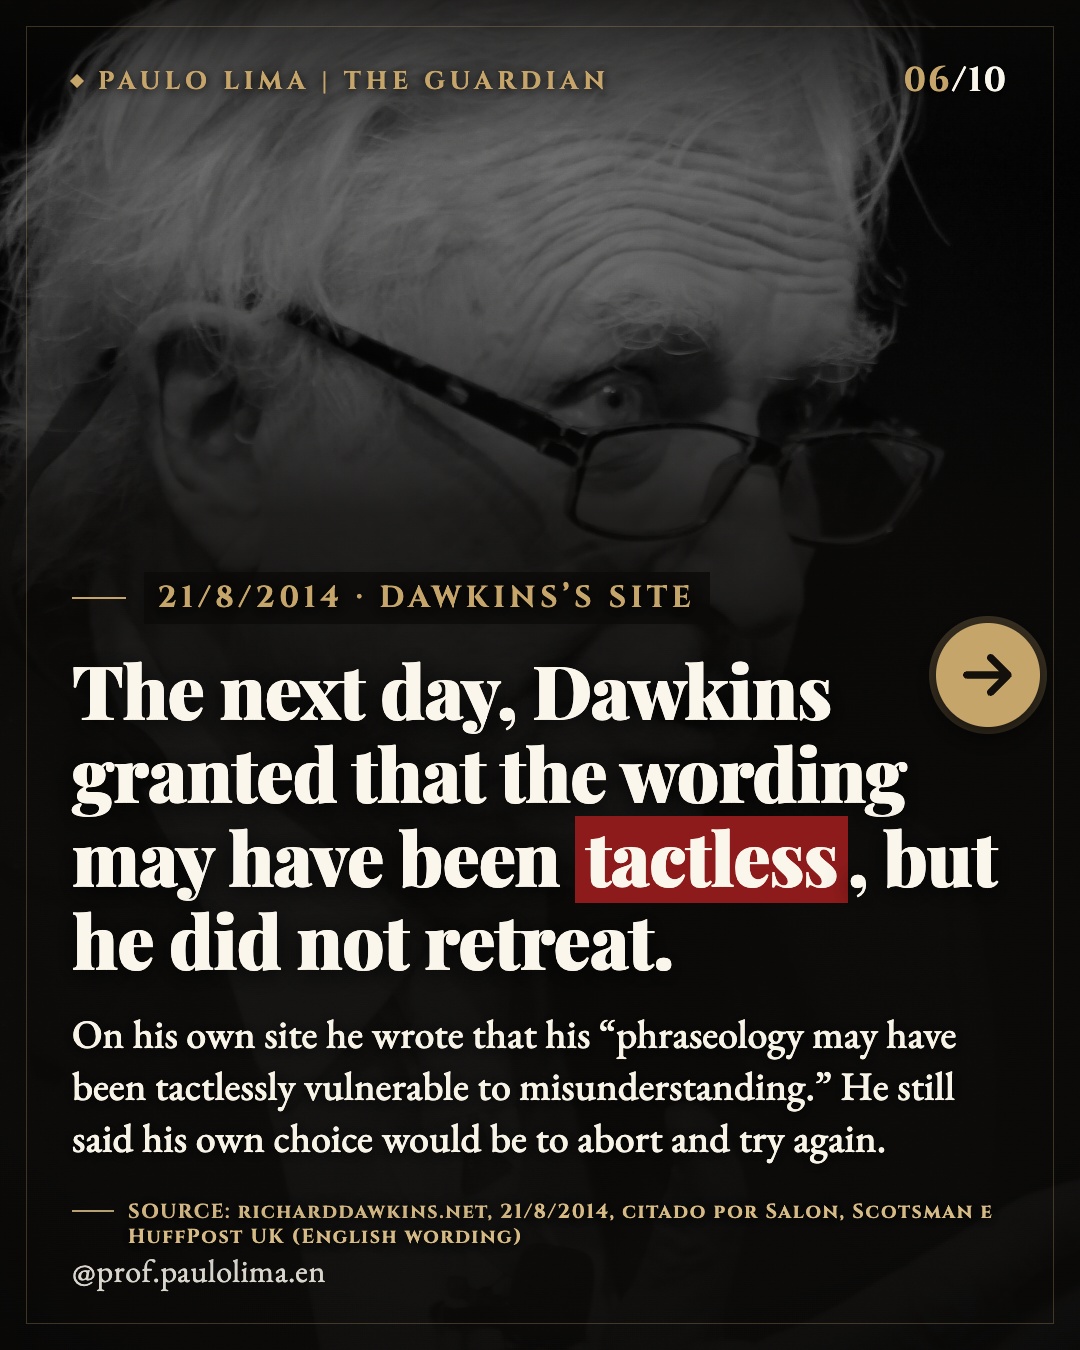 PAULO LIMA | THE GUARDIAN
06/10
21/8/2014 · DAWKINS’S SITE
The next day, Dawkins
granted that the wording
may have been tactless, but
he did not retreat.
On his own site he wrote that his “phraseology may have
been tactlessly vulnerable to misunderstanding.” He still
said his own choice would be to abort and try again.
SOURCE: RICHARDDAWKINS.NET, 21/8/2014, CITADO POR SALON, SCOTSMAN E
HUFFPOST UK (ENGLISH WORDING)
@prof.paulolima.en